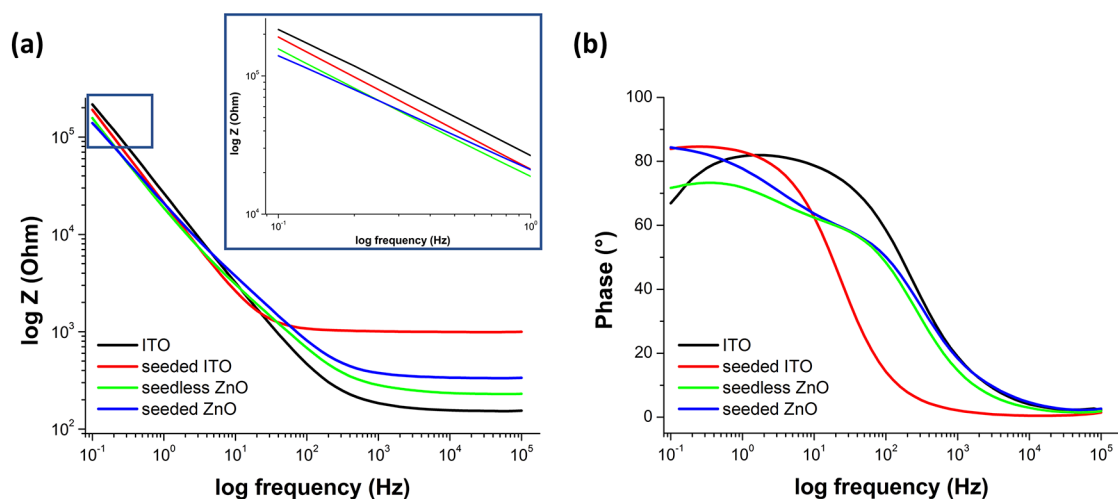 (a)
log Z (Ohm)
10^5
10^4
10^3
10^2
10^-1 10^0 10^1 10^2 10^3 10^4 10^5
log frequency (Hz)
ITO
seeded ITO
seedless ZnO
seeded ZnO
log Z (Ohm)
10^5
10^4
10^-1 10^0
log frequency (Hz)
(b)
Phase (°)
100
80
60
40
20
0
10^-1 10^0 10^1 10^2 10^3 10^4 10^5
log frequency (Hz)
ITO
seeded ITO
seedless ZnO
seeded ZnO